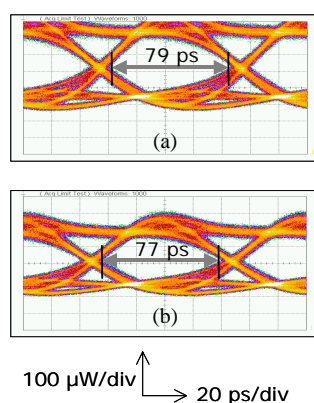 ( Acq Limit Test ) Waveforms: 1000
79 ps
(a)
( Acq Limit Test ) Waveforms: 1000
77 ps
(b)
100 µW/div
20 ps/div